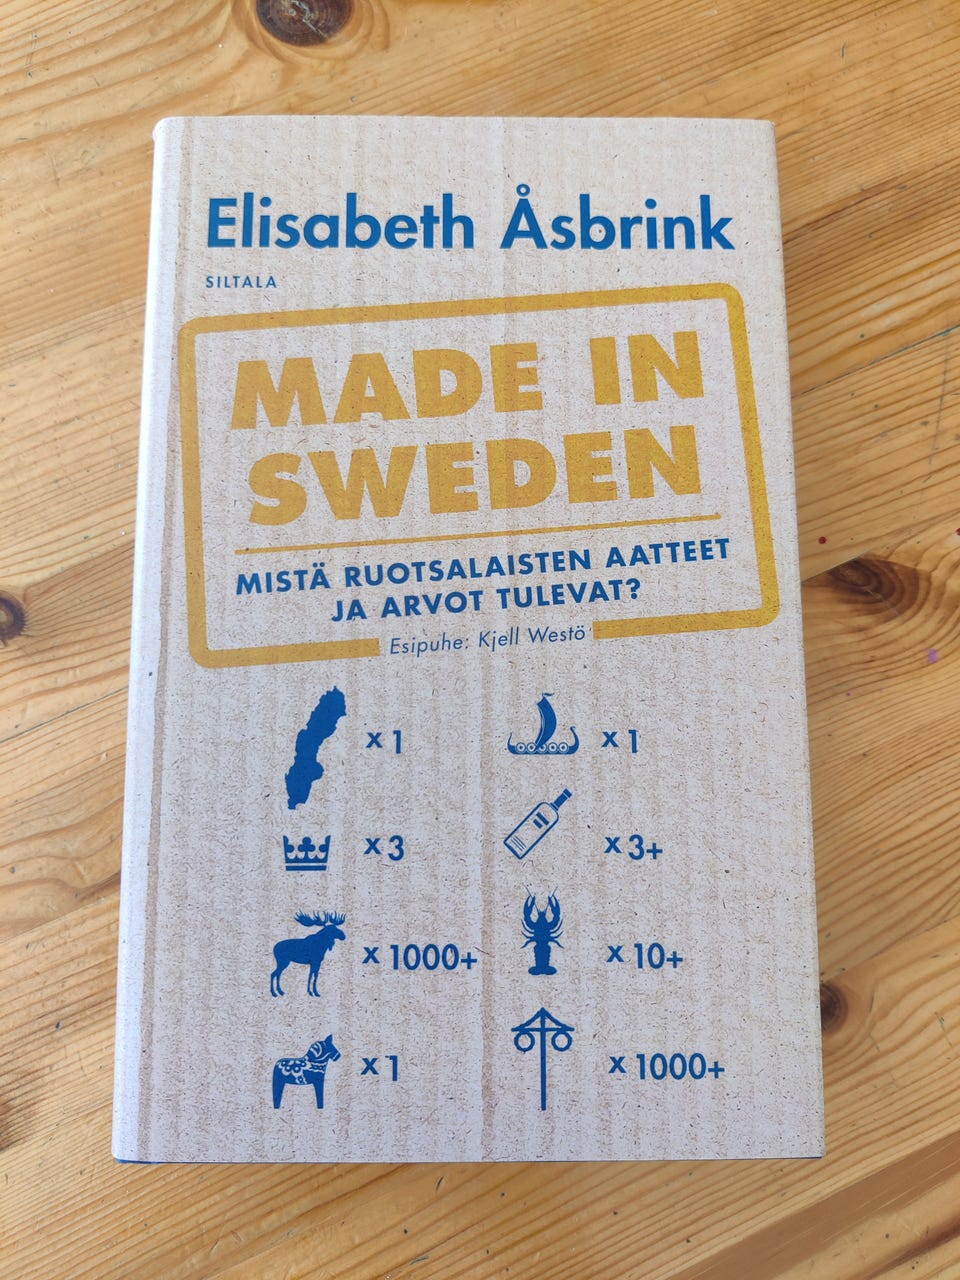 Elisabeth Åsbrink
SILTALA
MADE IN
SWEDEN
MISTÄ RUOTSALAISTEN AATTEET
JA ARVOT TULEVAT?
Esipuhe: Kjell Westö
x 1
x 1
x 3
x 3+
x 1000+
x 10+
x 1
x 1000+